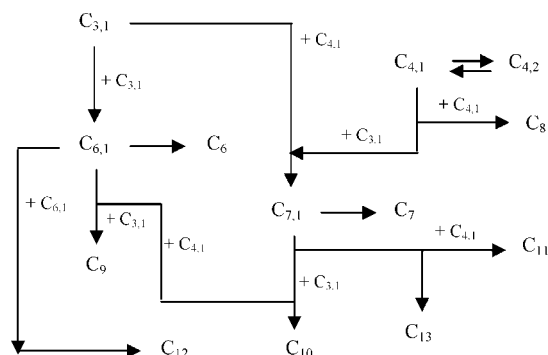 C3,1
+ C4,1
C4,1
C4,2
+ C3,1
+ C4,1
C8
C6,1
C6
+ C3,1
+ C6,1
+ C3,1
C7,1
C7
+ C4,1
+ C4,1
C11
C9
+ C3,1
C13
C12
C10